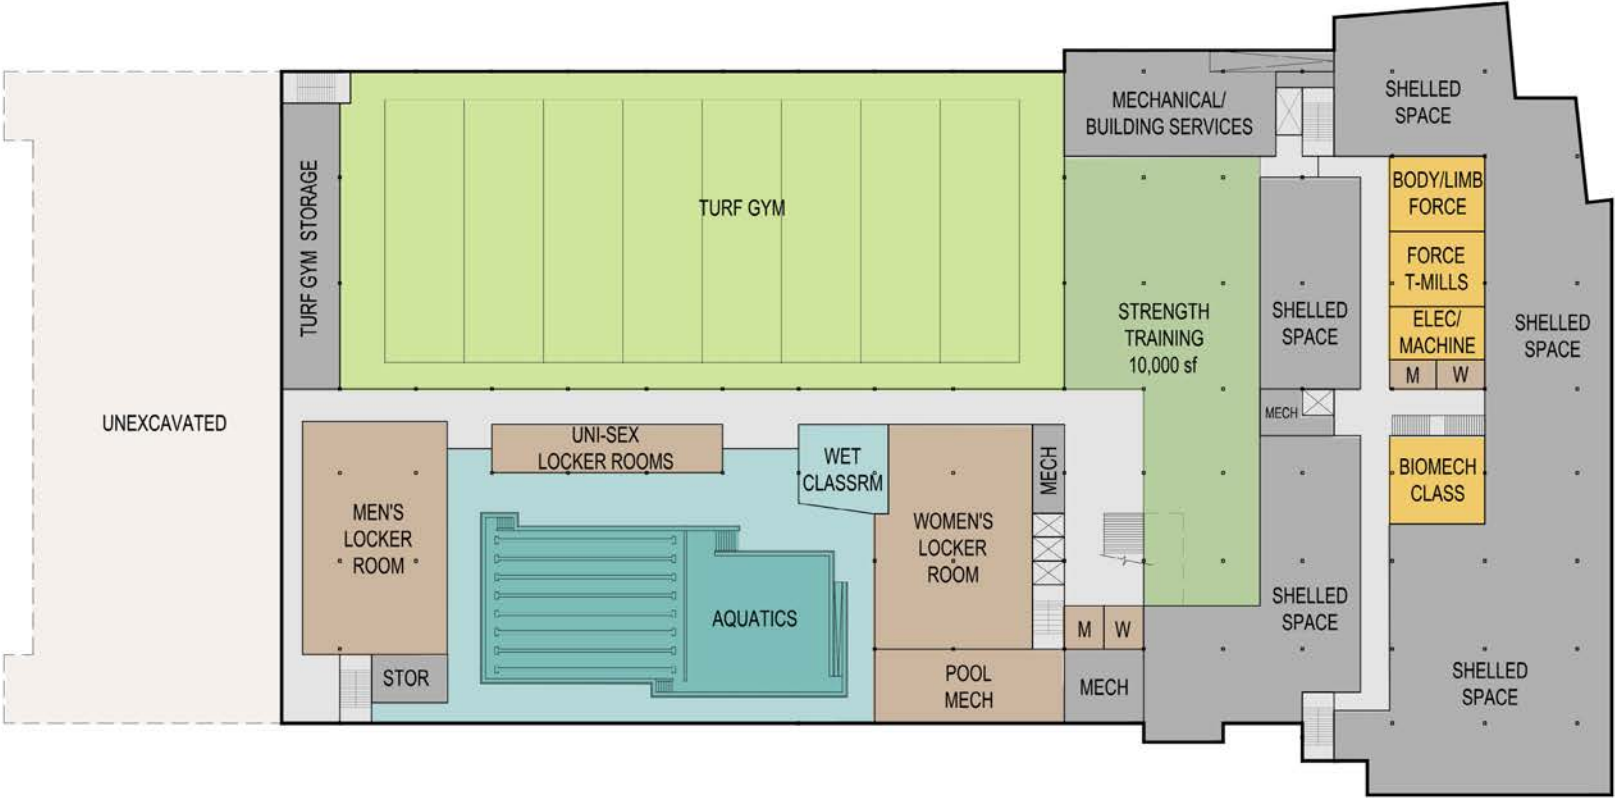 SHELLED
SPACE
MECHANICAL/
BUILDING SERVICES
TURF GYM STORAGE
TURF GYM
BODY/LIMB
FORCE
FORCE
T-MILLS
STRENGTH
TRAINING
10,000 sf
SHELLED
SPACE
ELEC/
MACHINE
SHELLED
SPACE
M
W
MECH
UNEXCAVATED
UNI-SEX
LOCKER ROOMS
WET
CLASSRM
MECH
BIOMECH
CLASS
MEN'S
LOCKER
ROOM
WOMEN'S
LOCKER
ROOM
AQUATICS
SHELLED
SPACE
M
W
STOR
POOL
MECH
MECH
SHELLED
SPACE